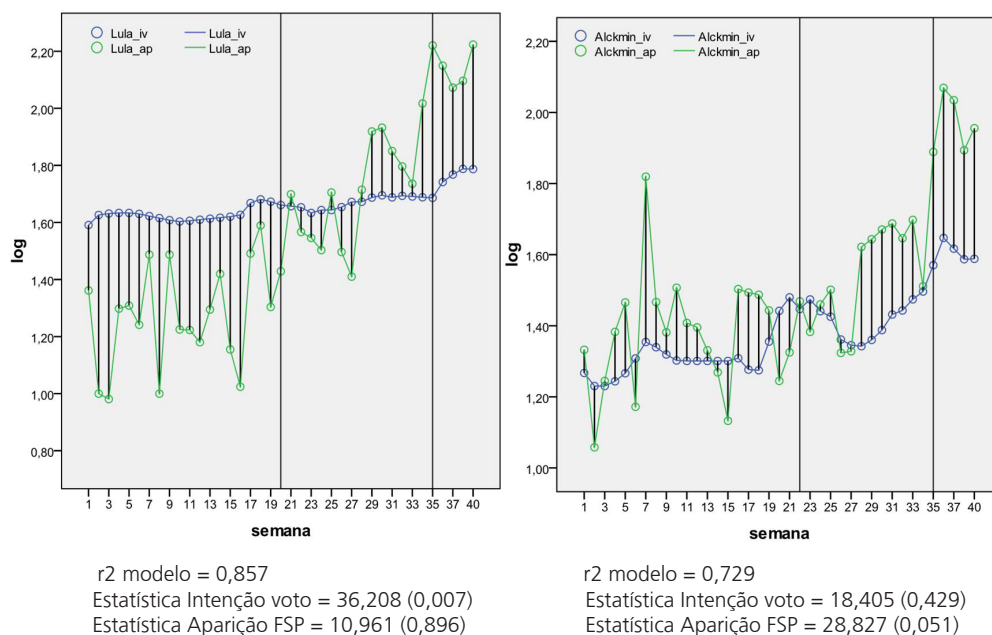 Lula_iv Lula_iv
Lula_ap Lula_ap
2,20
2,00
1,80
1,60
1,40
1,20
1,00
0,80
log
1 3 5 7 9 11 13 15 17 19 21 23 25 27 29 31 33 35 37 40
semana
r2 modelo = 0,857
Estatística Intenção voto = 36,208 (0,007)
Estatística Aparição FSP = 10,961 (0,896)
Alckmin_iv Alckmin_iv
Alckmin_ap Alckmin_ap
2,20
2,00
1,80
1,60
1,40
1,20
1,00
log
1 3 5 7 9 11 13 15 17 19 21 23 25 27 29 31 33 35 37 40
semana
r2 modelo = 0,729
Estatística Intenção voto = 18,405 (0,429)
Estatística Aparição FSP = 28,827 (0,051)